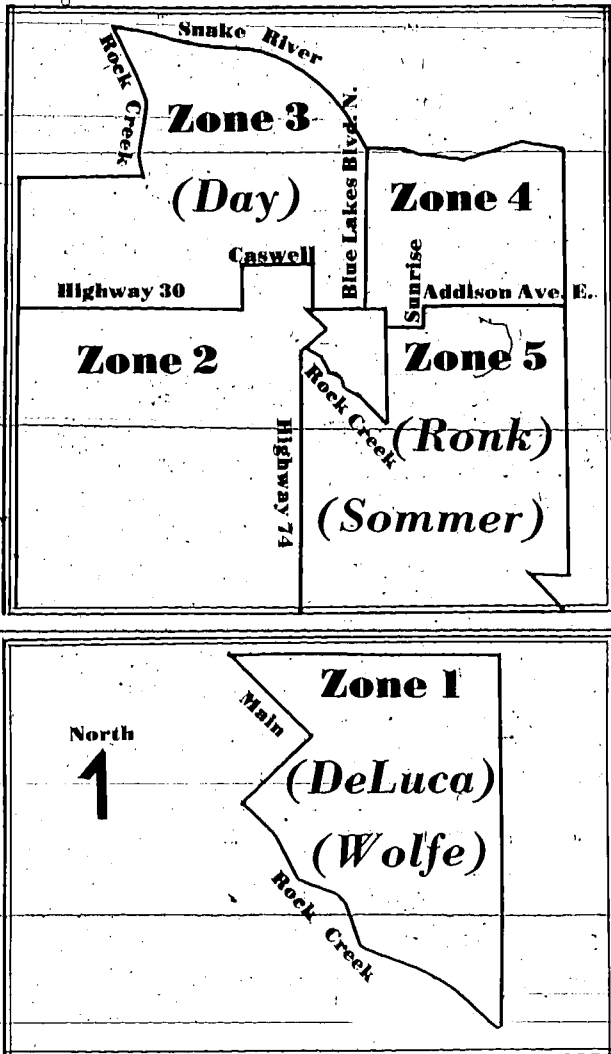 Snake River
Rock Creek
Zone 3
(Day)
Blue Lakes Blvd. N.
Zone 4
Caswell
Sunrise
Highway 30
Addison Ave. E.
Zone 2
Zone 5
Rock Creek
(Ronk)
Highway 74
(Sommer)
Zone 1
Main
North
(DeLuca)
(Wolfe)
Rock Creek